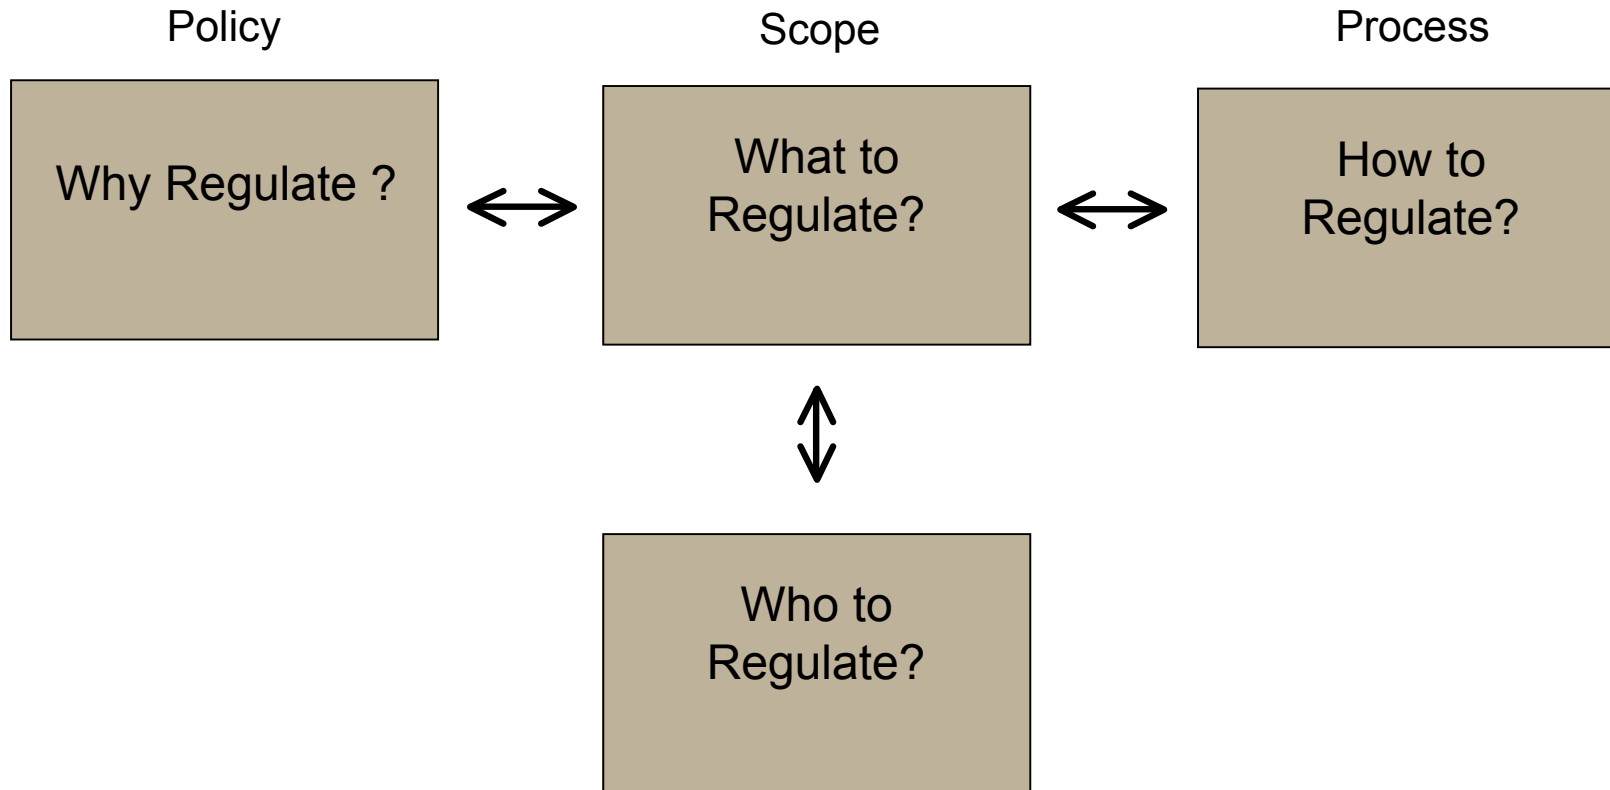 Policy
Scope
Process
Why Regulate ?
What to
Regulate?
How to
Regulate?
Who to
Regulate?